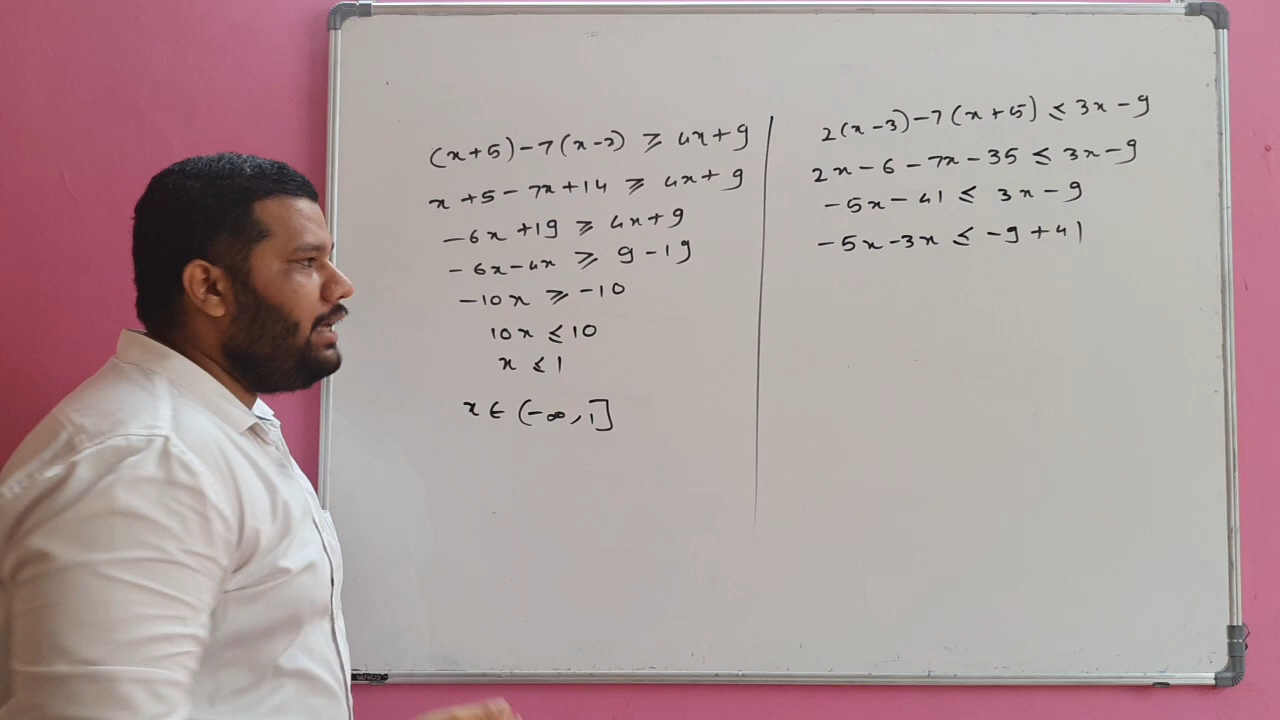 (x+5)-7(x-2) ⩾ 4x+9
x+5-7x+14 ⩾ 4x+9
-6x+19 ⩾ 4x+9
-6x-4x ⩾ 9-19
-10x ⩾ -10
10x ≤ 10
x ≤ 1
x ∈ (-∞, 1]
2(x-3)-7(x+5) ≤ 3x-9
2x-6-7x-35 ≤ 3x-9
-5x-41 ≤ 3x-9
-5x-3x ≤ -9+41
GENIUS